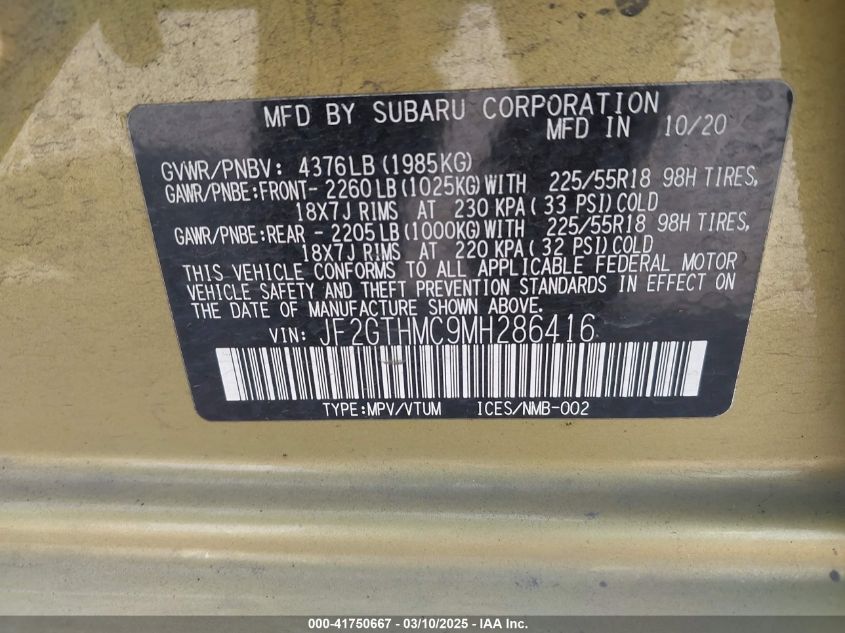 MFD BY SUBARU CORPORATION
MFD IN 10/20
GVWR/PNBV: 4376LB (1985KG)
GAWR/PNBE:FRONT- 2260LB (1025KG) WITH 225/55R18 98H TIRES,
18X7J RIMS AT 230 KPA ( 33 PSI) COLD
GAWR/PNBE:REAR - 2205LB (1000KG) WITH 225/55R18 98H TIRES,
18X7J RIMS AT 220 KPA ( 32 PSI) COLD
THIS VEHICLE CONFORMS TO ALL APPLICABLE FEDERAL MOTOR
VEHICLE SAFETY AND THEFT PREVENTION STANDARDS IN EFFECT ON
THE DATE OF MANUFACTURE SHOWN ABOVE.
VIN: JF2GTHMC9MH286416
TYPE:MPV/VTUM ICES/NMB-002
000-41750667 — 03/10/2025 — IAA Inc.